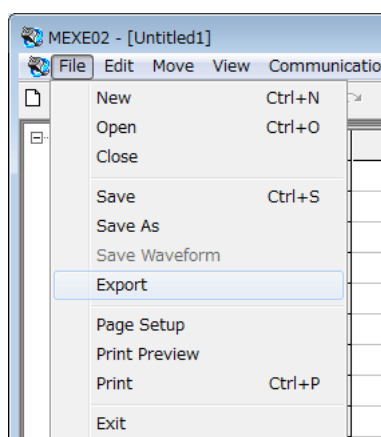 MEXE02 - [Untitled1]
File Edit Move View Communicatio
New Ctrl+N
Open Ctrl+O
Close
Save Ctrl+S
Save As
Save Waveform
Export
Page Setup
Print Preview
Print Ctrl+P
Exit